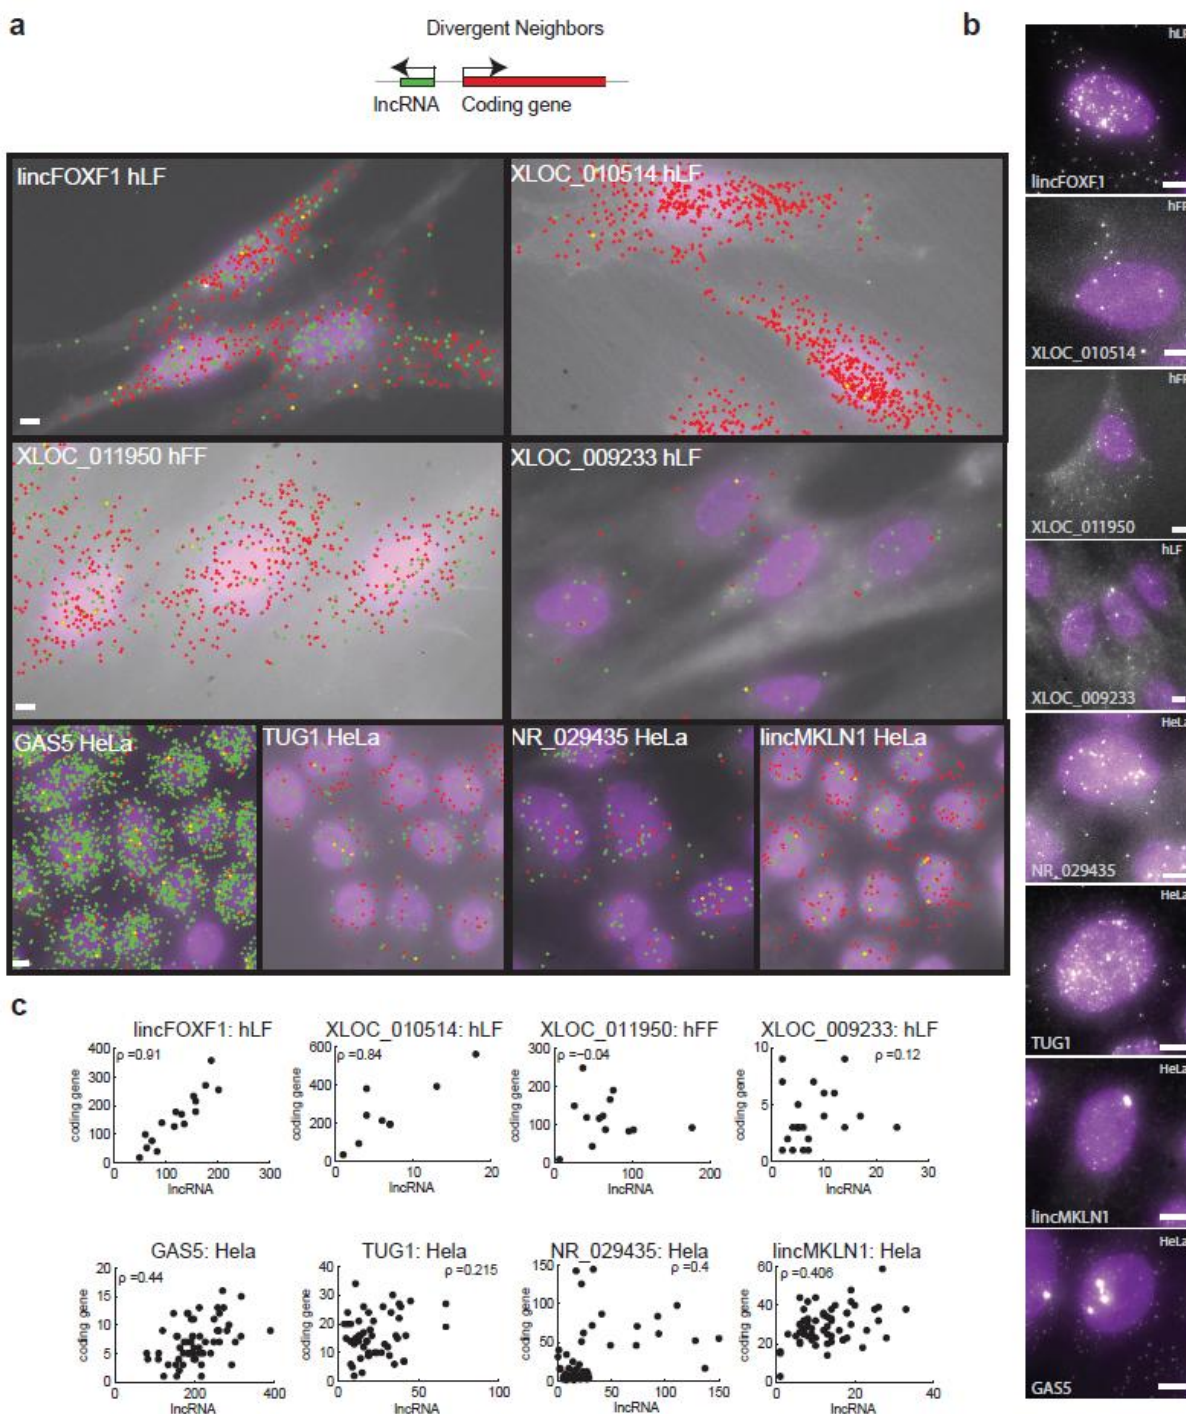 a
Divergent Neighbors
lncRNA
Coding gene
lincFOXF1 hLF
XLOC_010514 hLF
XLOC_011950 hFF
XLOC_009233 hLF
GAS5 HeLa
TUG1 HeLa
NR_029435 HeLa
lincMKLN1 HeLa
b
hLF
lincFOXF1
hFF
XLOC_010514
hFF
XLOC_011950
hLF
XLOC_009233
HeLa
NR_029435
HeLa
TUG1
HeLa
lincMKLN1
HeLa
GAS5
c
lincFOXF1: hLF
ρ =0.91
coding gene
400
300
200
100
0
0 100 200 300
lncRNA
XLOC_010514: hLF
ρ =0.84
coding gene
600
400
200
0
0 10 20
lncRNA
XLOC_011950: hFF
ρ =−0.04
coding gene
300
200
100
0
0 100 200
lncRNA
XLOC_009233: hLF
ρ =0.12
coding gene
10
5
0
0 10 20 30
lncRNA
GAS5: Hela
ρ =0.44
coding gene
20
15
10
5
0
0 200 400
lncRNA
TUG1: Hela
ρ =0.215
coding gene
40
30
20
10
0
0 50 100
lncRNA
NR_029435: Hela
ρ =0.4
coding gene
150
100
50
0
0 50 100 150
lncRNA
lincMKLN1: Hela
ρ =0.406
coding gene
60
40
20
0
0 20 40
lncRNA